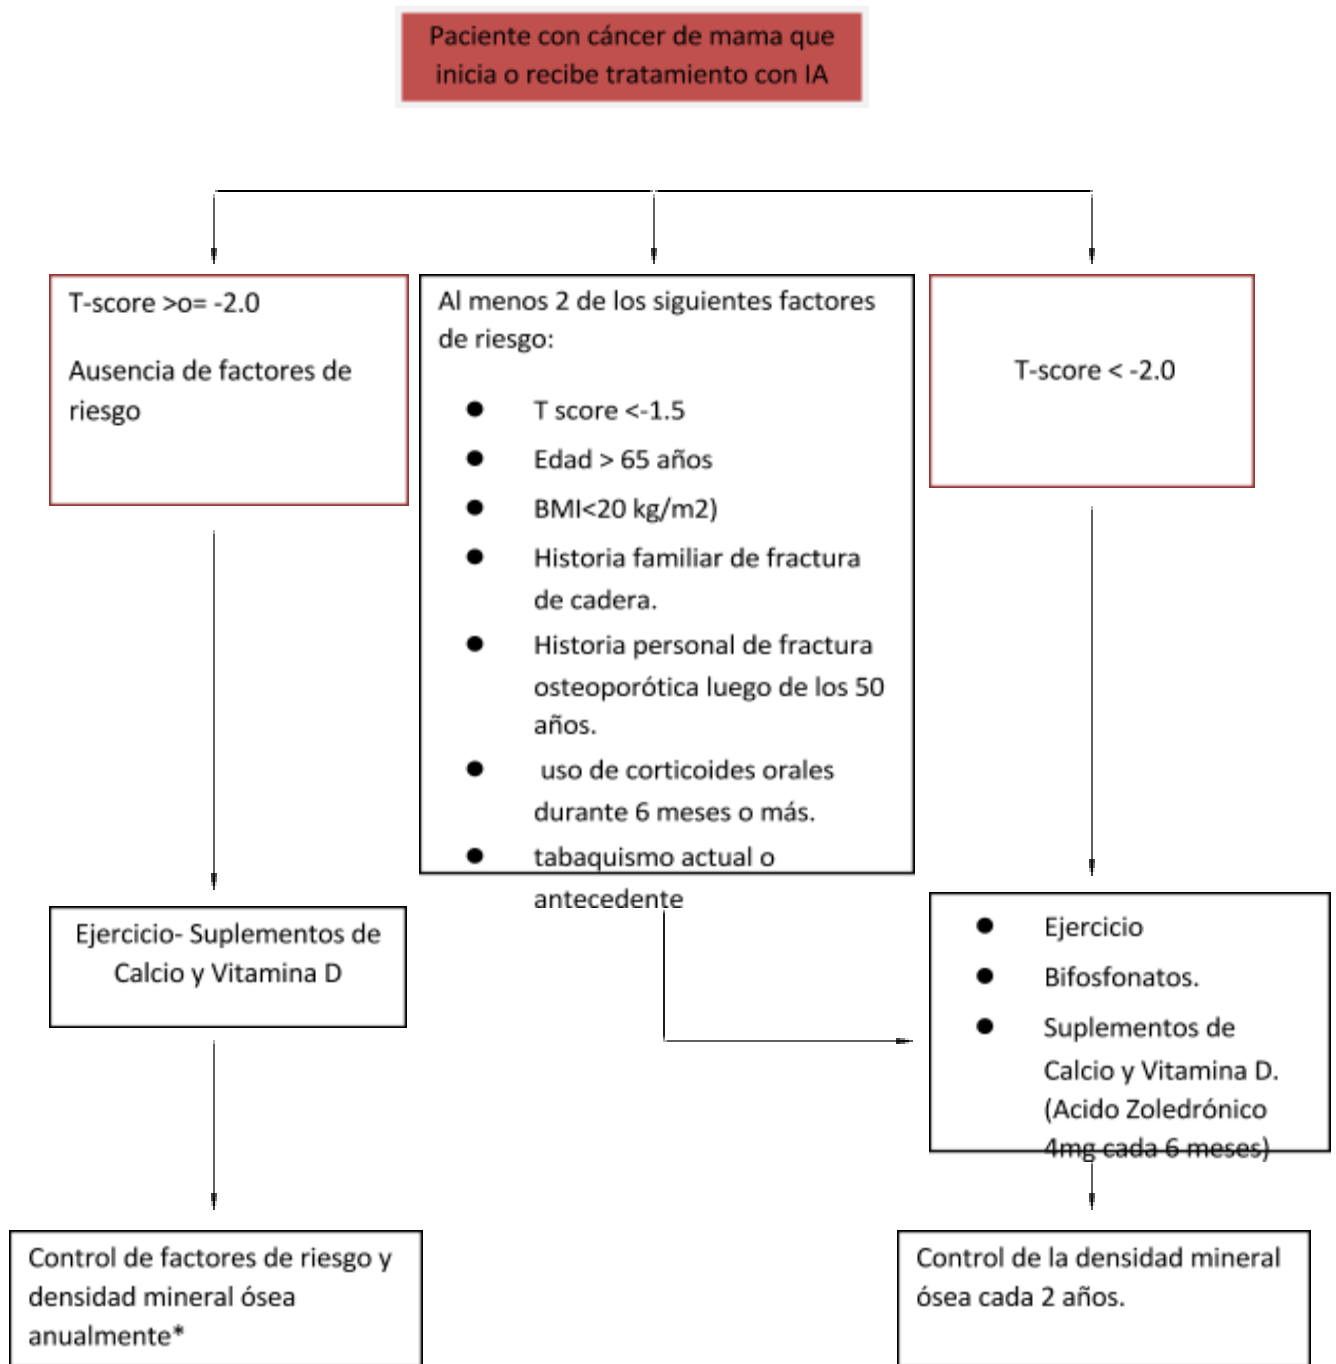 Paciente con cáncer de mama que
inicia o recibe tratamiento con IA
T-score >o= -2.0
Ausencia de factores de
riesgo
Al menos 2 de los siguientes factores
de riesgo:
● T score <-1.5
● Edad > 65 años
● BMI<20 kg/m2)
● Historia familiar de fractura
de cadera.
● Historia personal de fractura
osteoporótica luego de los 50
años.
● uso de corticoides orales
durante 6 meses o más.
● tabaquismo actual o
antecedente
T-score < -2.0
Ejercicio- Suplementos de
Calcio y Vitamina D
● Ejercicio
● Bifosfonatos.
● Suplementos de
Calcio y Vitamina D.
(Acido Zoledrónico
4mg cada 6 meses)
Control de factores de riesgo y
densidad mineral ósea
anualmente*
Control de la densidad mineral
ósea cada 2 años.